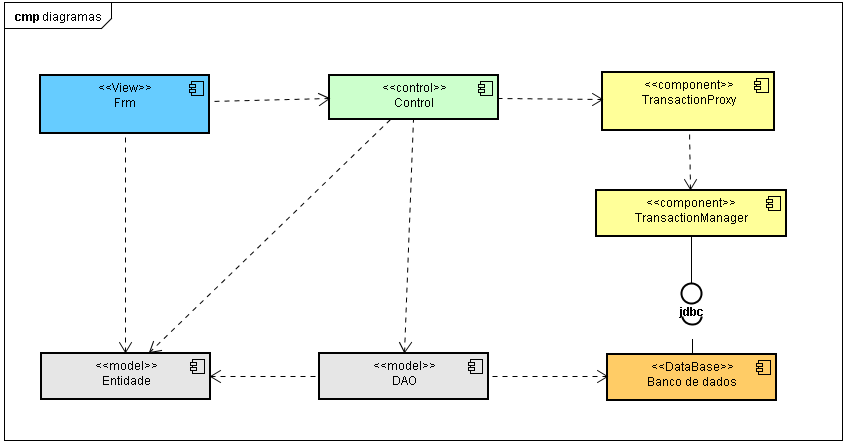 cmp diagramas
<<View>>
Frm
<<control>>
Control
<<component>>
TransactionProxy
<<component>>
TransactionManager
jdbc
<<model>>
Entidade
<<model>>
DAO
<<DataBase>>
Banco de dados